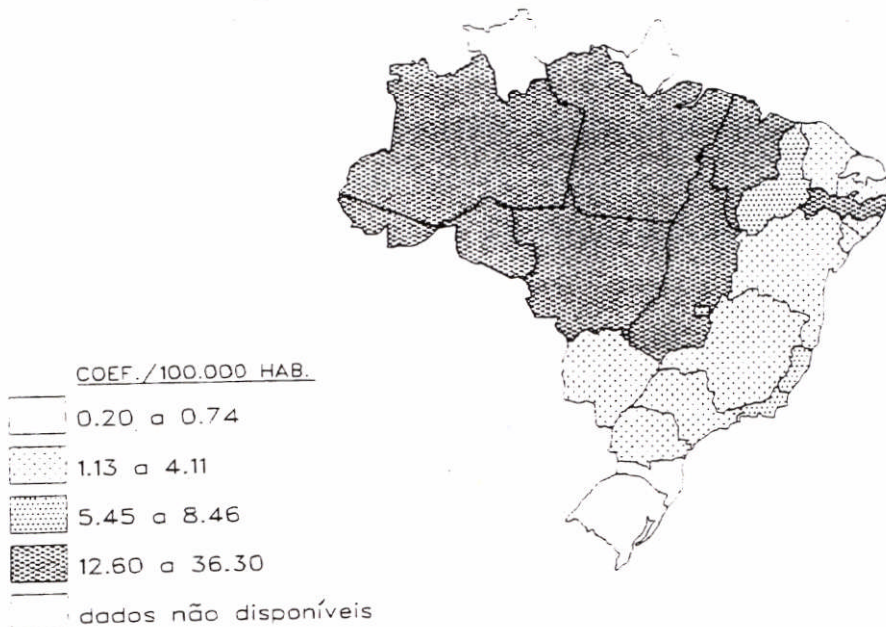 COEF./100.000 HAB.
0.20 a 0.74
1.13 a 4.11
5.45 a 8.46
12.60 a 36.30
dados não disponíveis